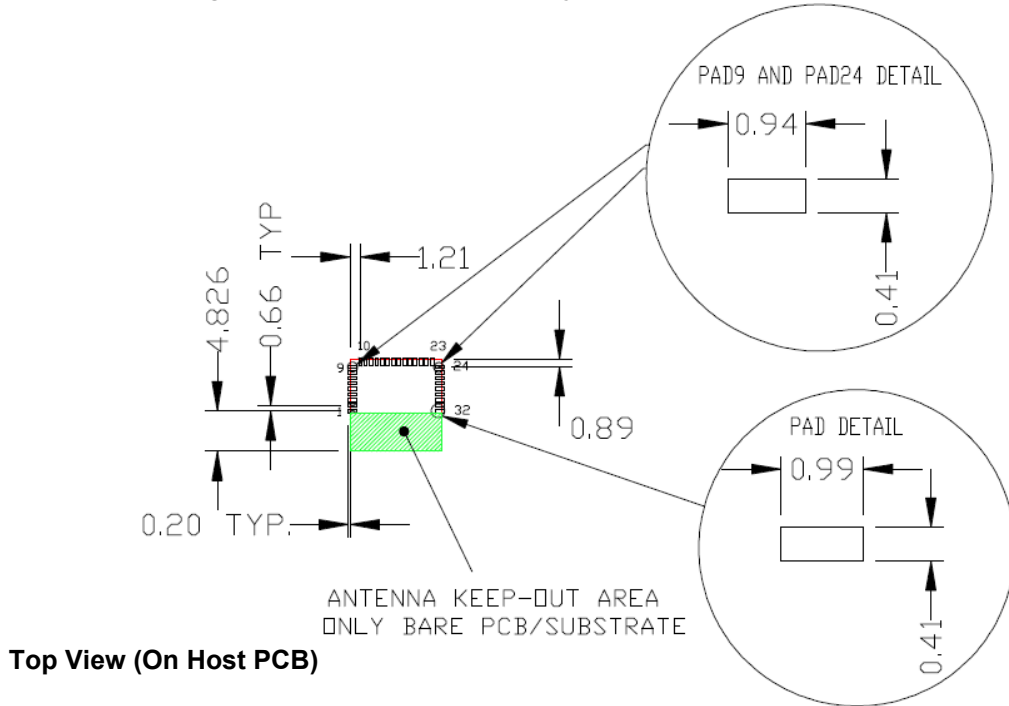 PAD9 AND PAD24 DETAIL
0.94
0.41
1.21
0.66 TYP
4.826
10
23
9
24
1
32
0.89
0.20 TYP.
PAD DETAIL
0.99
0.41
ANTENNA KEEP-OUT AREA
ONLY BARE PCB/SUBSTRATE
Top View (On Host PCB)